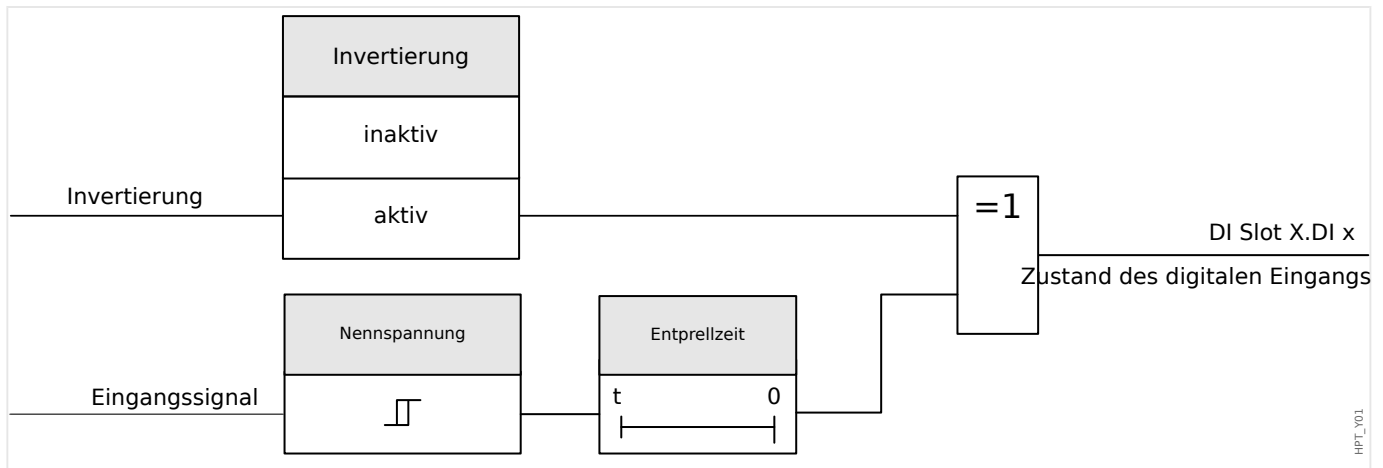 Invertierung
inaktiv
Invertierung
aktiv
=1
DI Slot X.DI x
Zustand des digitalen Eingangs
Nennspannung
Entprellzeit
Eingangssignal
t 0
HPT_Y01